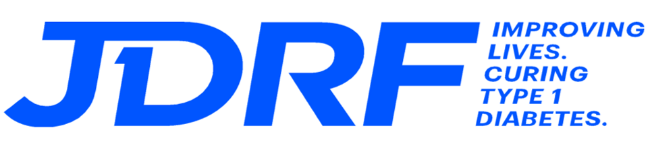 JDRF
IMPROVING
LIVES.
CURING
TYPE 1
DIABETES.